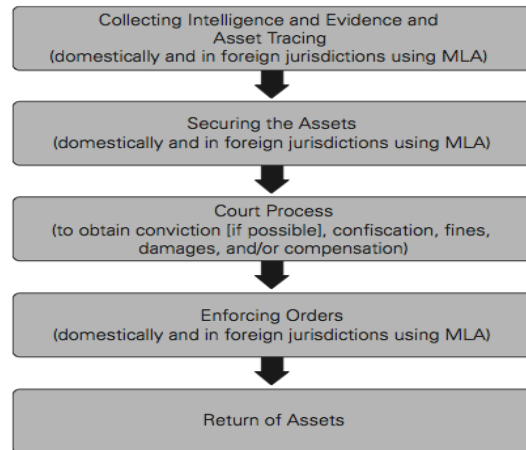 Collecting Intelligence and Evidence and
Asset Tracing
(domestically and in foreign jurisdictions using MLA)
Securing the Assets
(domestically and in foreign jurisdictions using MLA)
Court Process
(to obtain conviction [if possible], confiscation, fines,
damages, and/or compensation)
Enforcing Orders
(domestically and in foreign jurisdictions using MLA)
Return of Assets